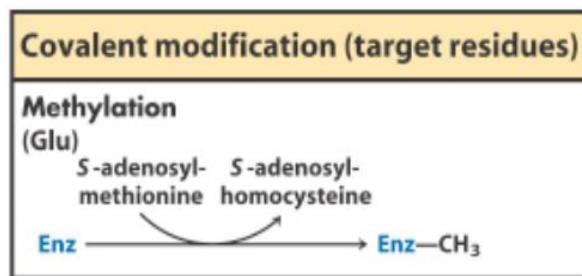 Covalent modification (target residues)
Methylation
(Glu)
S-adenosyl- S-adenosyl-
methionine homocysteine
Enz Enz—CH₃